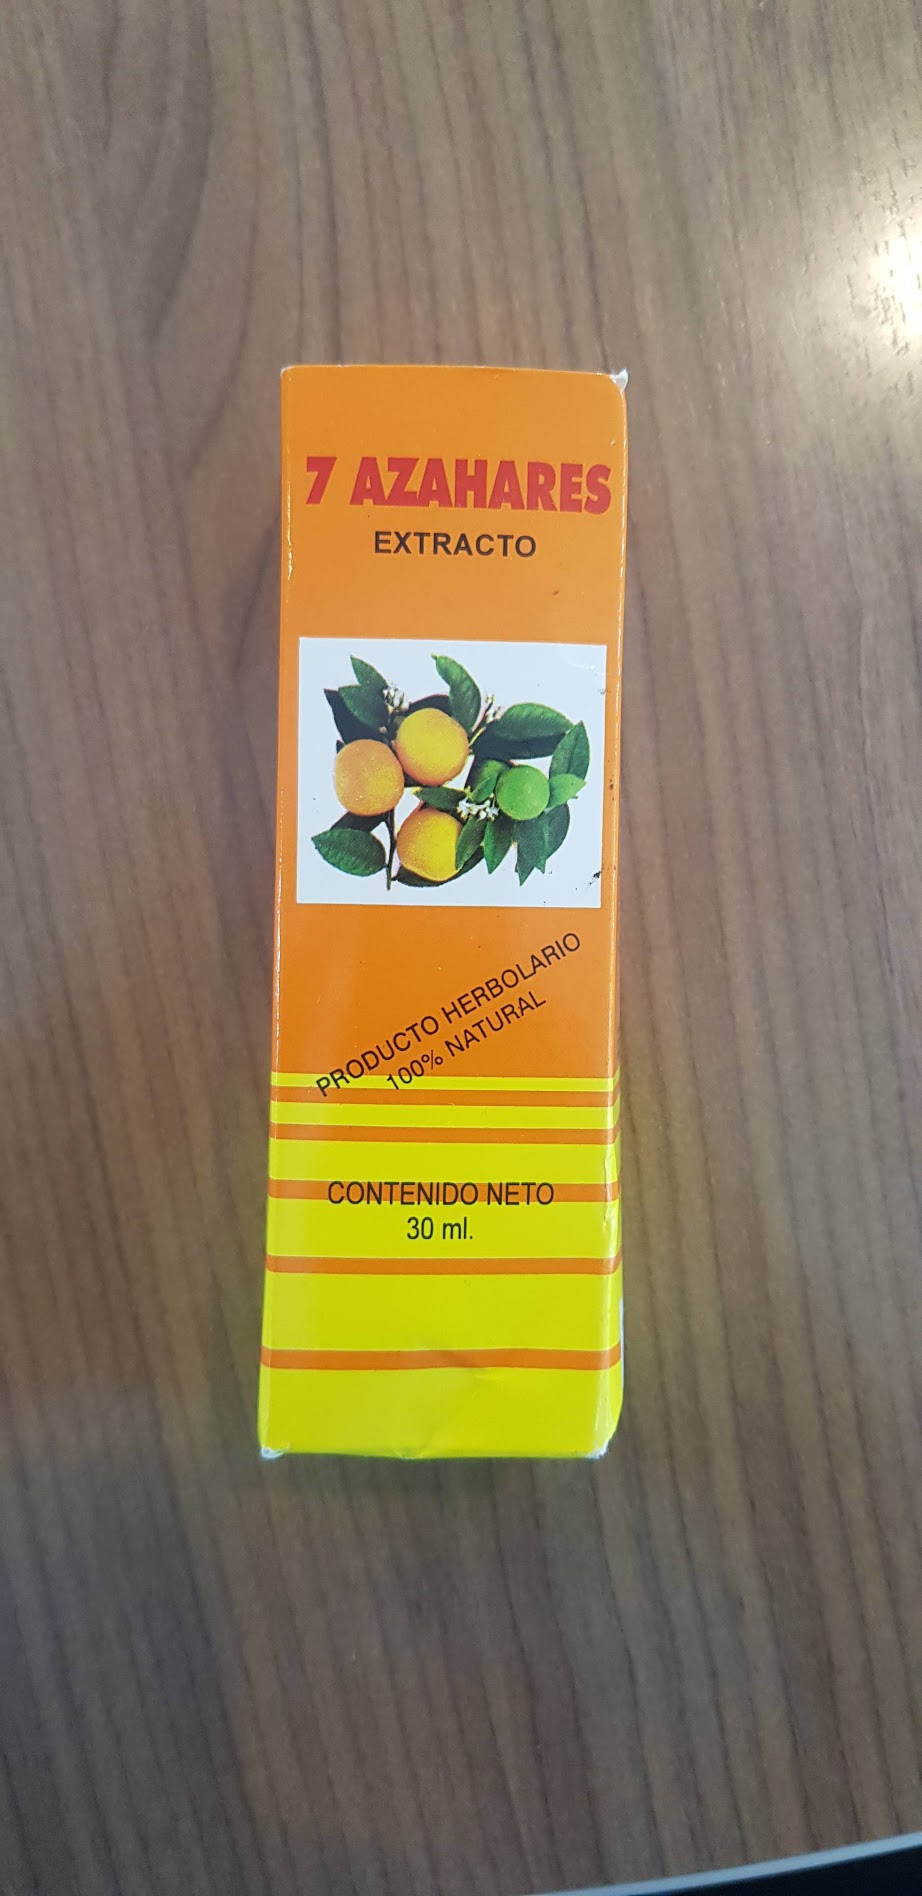 7 AZAHARES
EXTRACTO
PRODUCTO HERBOLARIO
100% NATURAL
CONTENIDO NETO
30 ml.